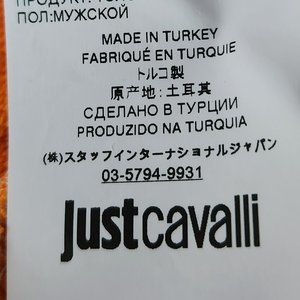 ПОЛ:МУЖСКОЙ
MADE IN TURKEY
FABRIQUÉ EN TURQUIE
トルコ製
原产地:土耳其
СДЕЛАНО В ТУРЦИИ
PRODUZIDO NA TURQUIA
(株)スタッフインターナショナルジャパン
03-5794-9931
justcavalli